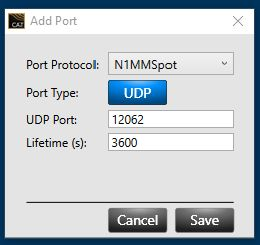 CAT Add Port
Port Protocol: N1MMSpot
Port Type: UDP
UDP Port: 12062
Lifetime (s): 3600
Cancel Save